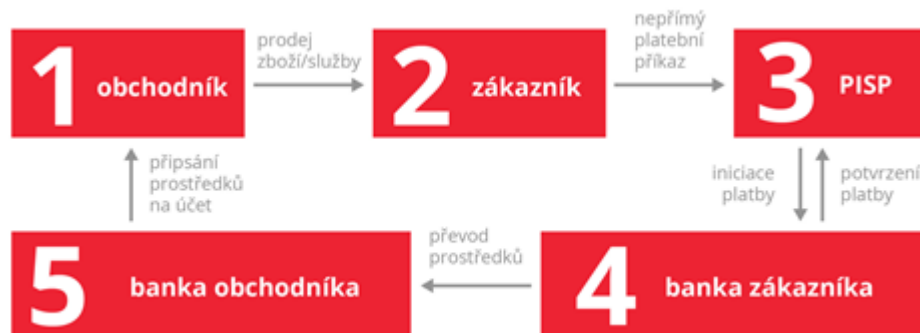 1 obchodník
prodej
zboží/služby
2 zákazník
nepřímý
platební
příkaz
3 PISP
připsání
prostředků
na účet
iniciace
platby
potvrzení
platby
5 banka obchodníka
převod
prostředků
4 banka zákazníka